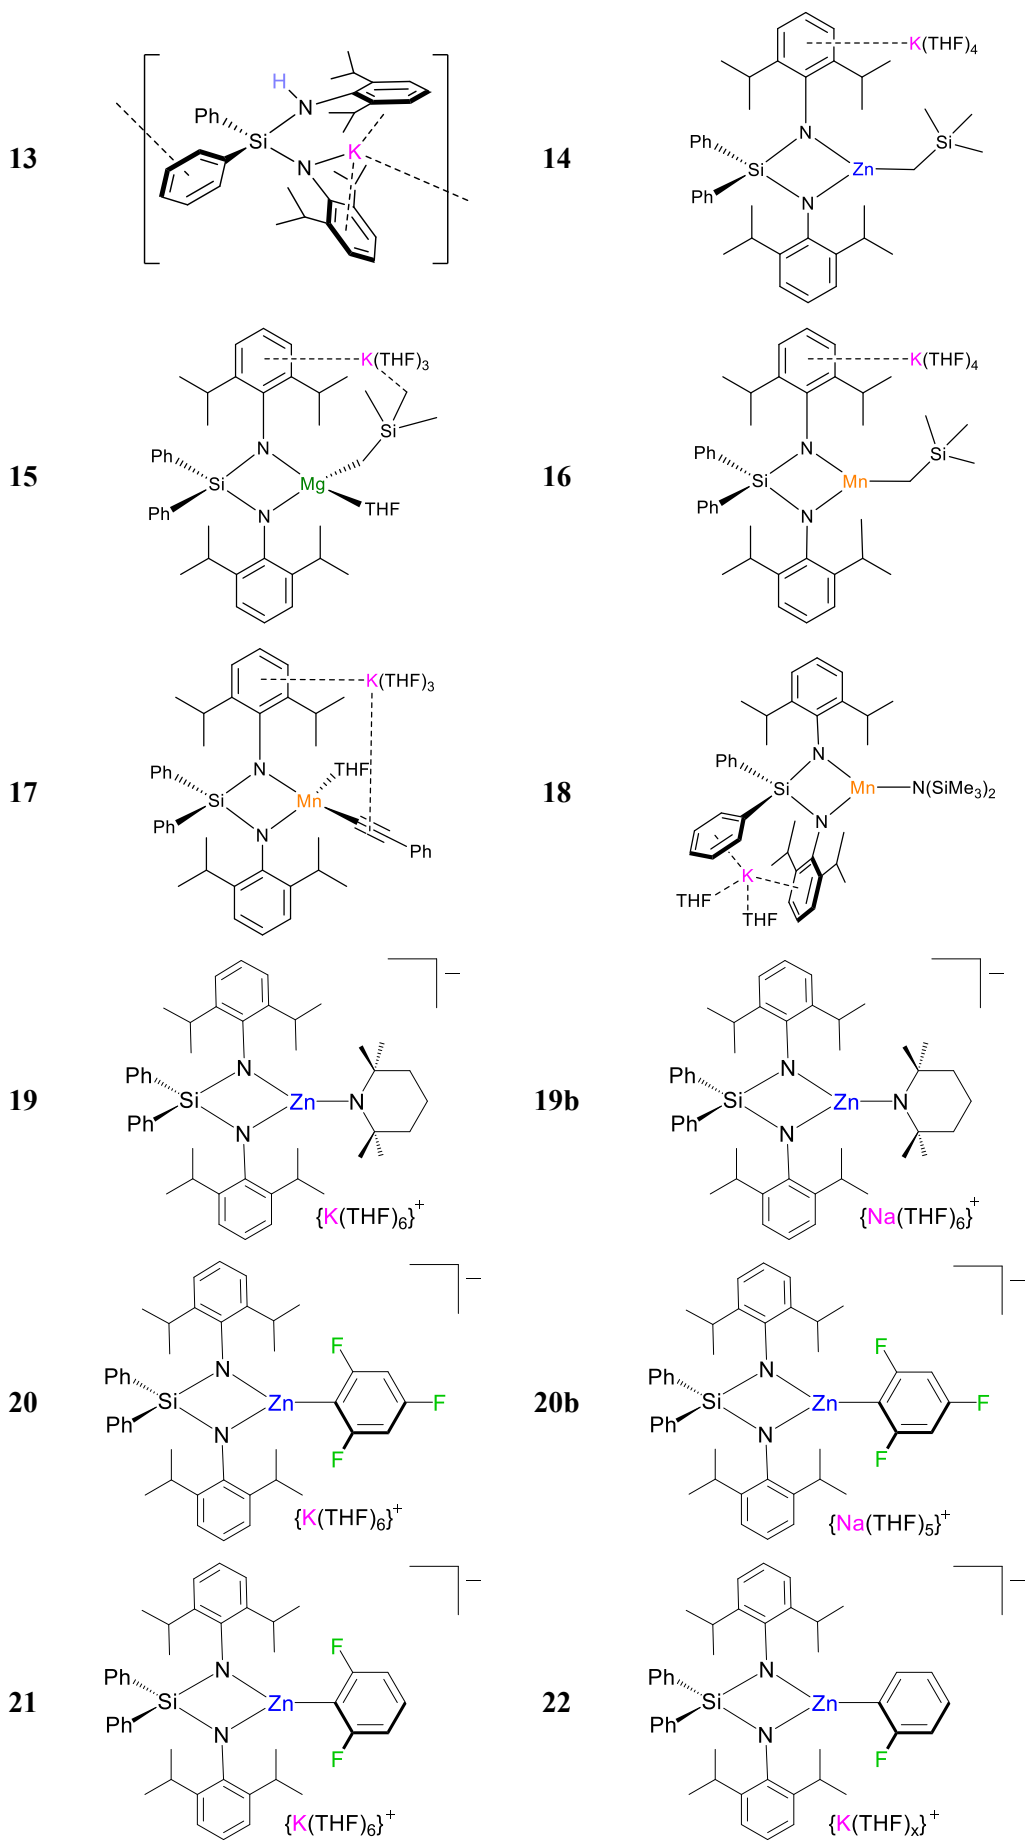 13
H
N
Ph
Si
N
K
14
K(THF)4
N
Ph
Si
Ph
Zn
Si
N
15
K(THF)3
N
Ph
Si
Ph
Mg
Si
THF
N
16
K(THF)4
N
Ph
Si
Ph
Mn
Si
N
17
K(THF)3
N
THF
Ph
Si
Ph
Mn
N
Ph
18
N
Ph
Si
Mn
N(SiMe3)2
N
K
THF
THF
19
N
Ph
Si
Ph
Zn
N
N
{K(THF)6}+
–
19b
N
Ph
Si
Ph
Zn
N
N
{Na(THF)6}+
–
20
N
Ph
Si
Ph
Zn
F
F
F
N
{K(THF)6}+
–
20b
N
Ph
Si
Ph
Zn
F
F
F
N
{Na(THF)5}+
–
21
N
Ph
Si
Ph
Zn
F
F
N
{K(THF)6}+
–
22
N
Ph
Si
Ph
Zn
F
N
{K(THF)x}+
–